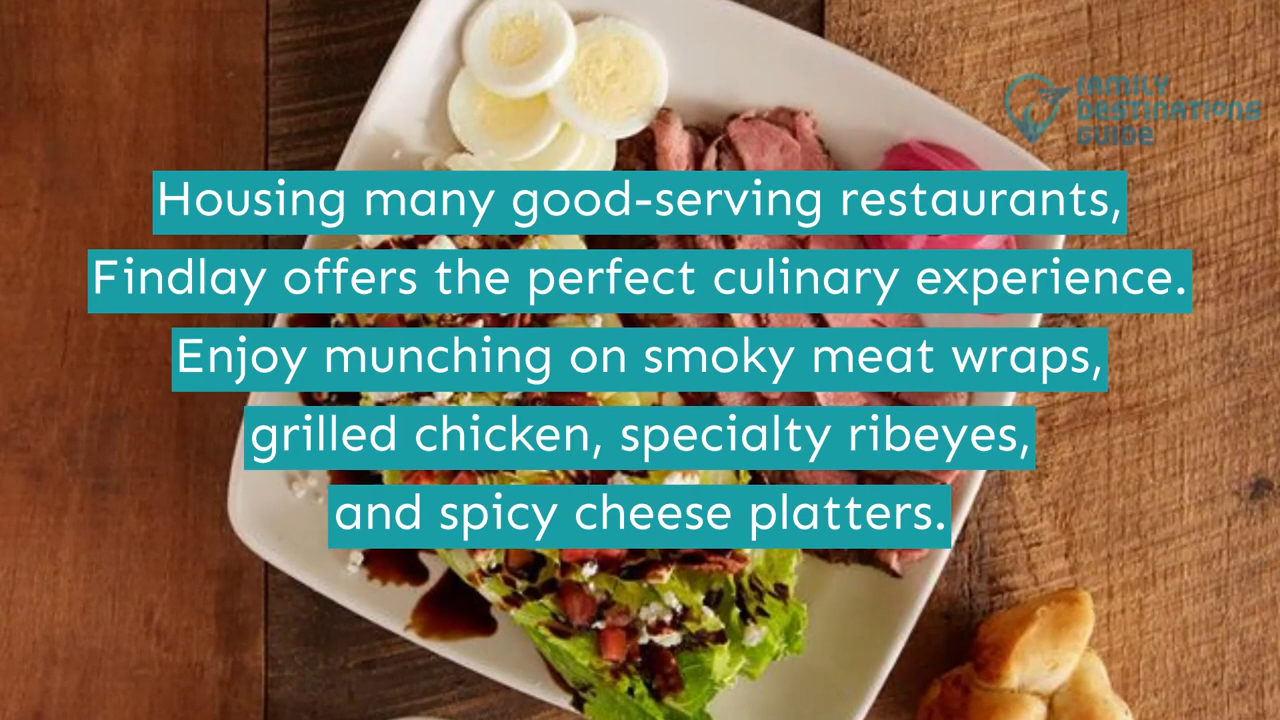 FAMILY
DESTINATIONS
GUIDE
Housing many good-serving restaurants,
Findlay offers the perfect culinary experience.
Enjoy munching on smoky meat wraps,
grilled chicken, specialty ribeyes,
and spicy cheese platters.